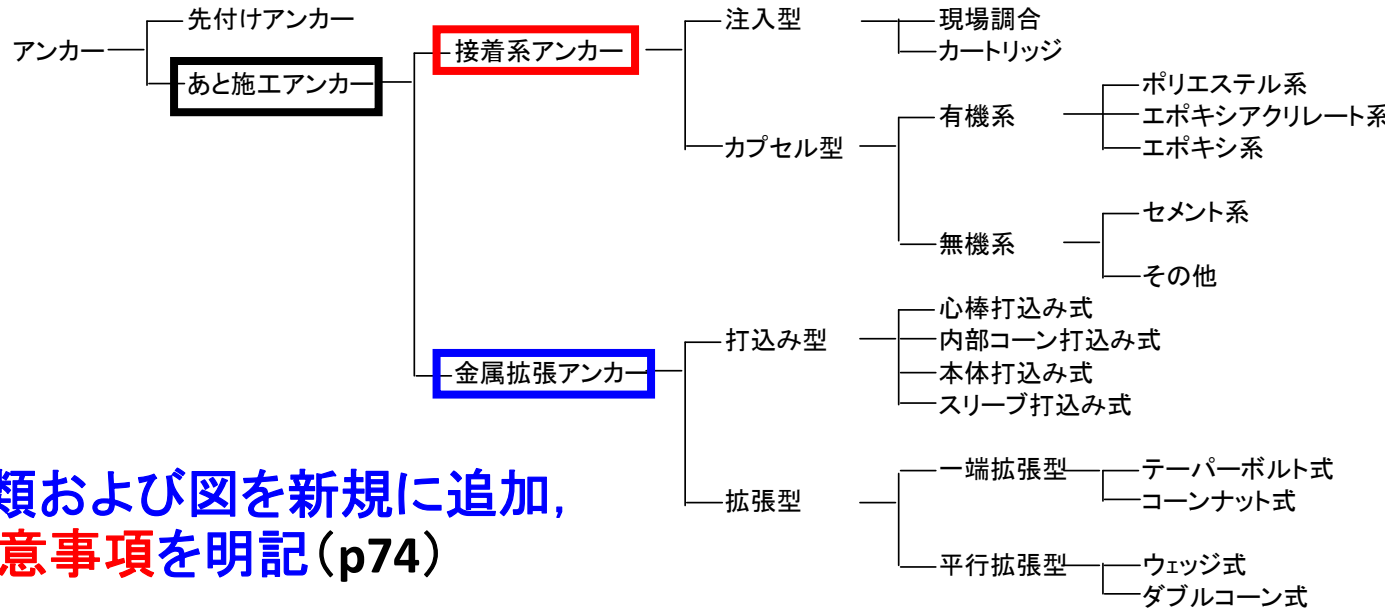 アンカー
先付けアンカー
あと施工アンカー
接着系アンカー
注入型
現場調合
カートリッジ
カプセル型
有機系
ポリエステル系
エポキシアクリレート系
エポキシ系
無機系
セメント系
その他
金属拡張アンカー
打込み型
心棒打込み式
内部コーン打込み式
本体打込み式
スリーブ打込み式
拡張型
一端拡張型
テーパーボルト式
コーンナット式
平行拡張型
ウェッジ式
ダブルコーン式
類および図を新規に追加,
意事項を明記(p74)